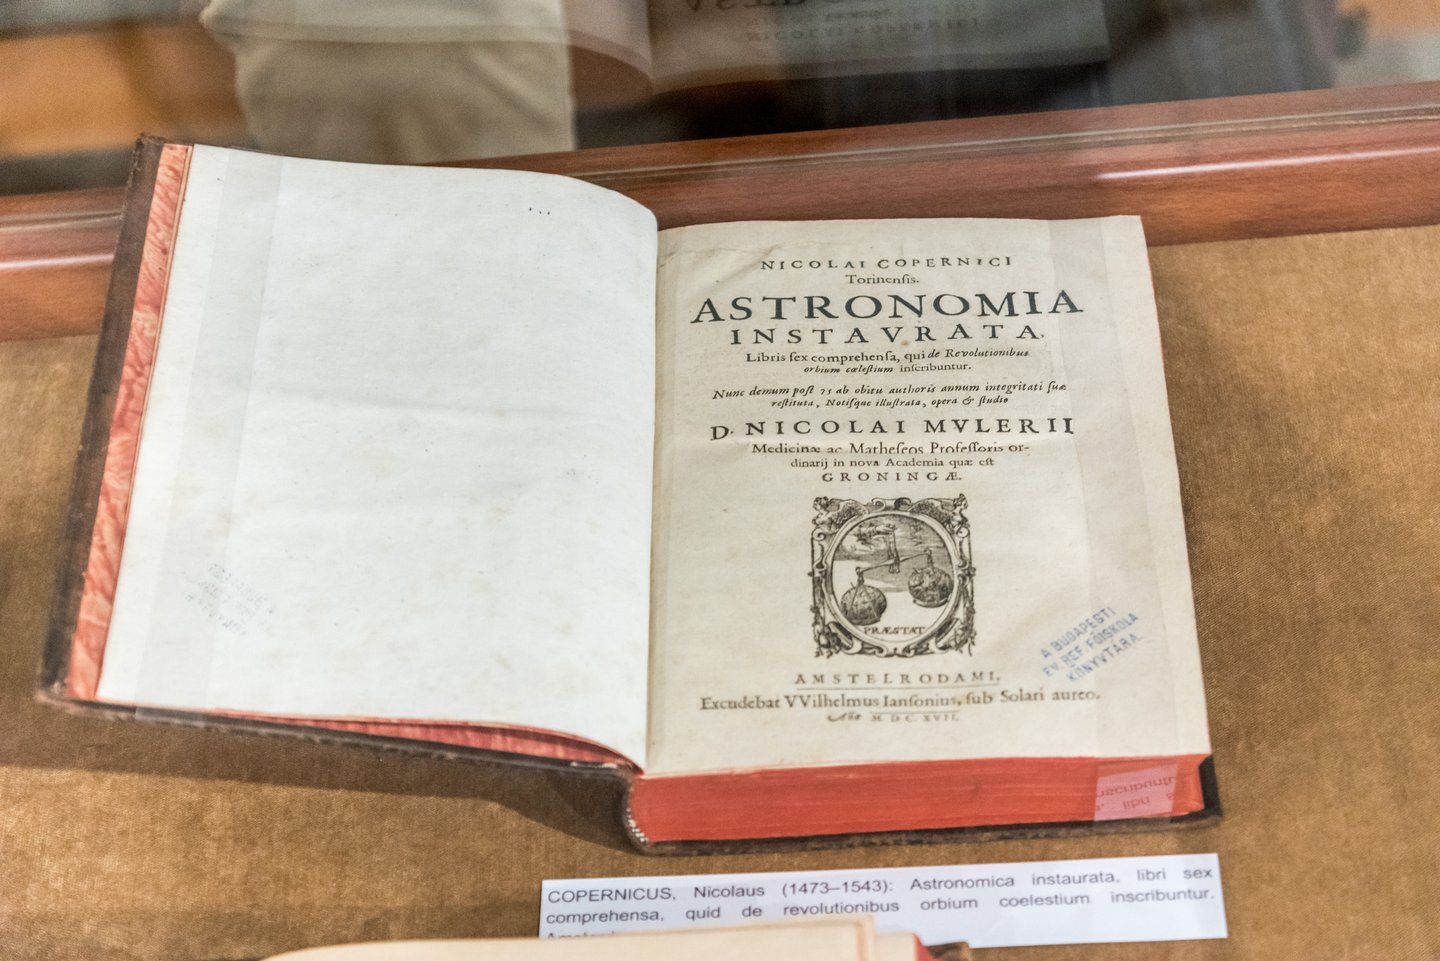 NICOLAI COPERNICI
Torinenſis.
ASTRONOMIA
INSTAVRATA,
Libris ſex comprehenſa, qui de Revolutionibus
orbium cœleſtium inſcribuntur.
Nunc demum poſt 75 ab obitu authoris annum integritati ſuæ
reſtituta, Notiſque illuſtrata, opera & ſtudio
D. NICOLAI MVLERII
Medicinæ ac Matheſeos Profeſſoris or-
dinarij in nova Academia quæ eſt
GRONINGÆ.
PRÆSTAT
AMSTELRODAMI,
Excudebat VVilhelmus Ianſonius, ſub Solari aureo.
Año M. DC. XVII.
A BUDAPESTI
EV. REF. FŐISKOLA
KÖNYVTÁRA.
COPERNICUS, Nicolaus (1473–1543): Astronomica instaurata, libri sex
comprehensa, quid de revolutionibus orbium coelestium inscribuntur.